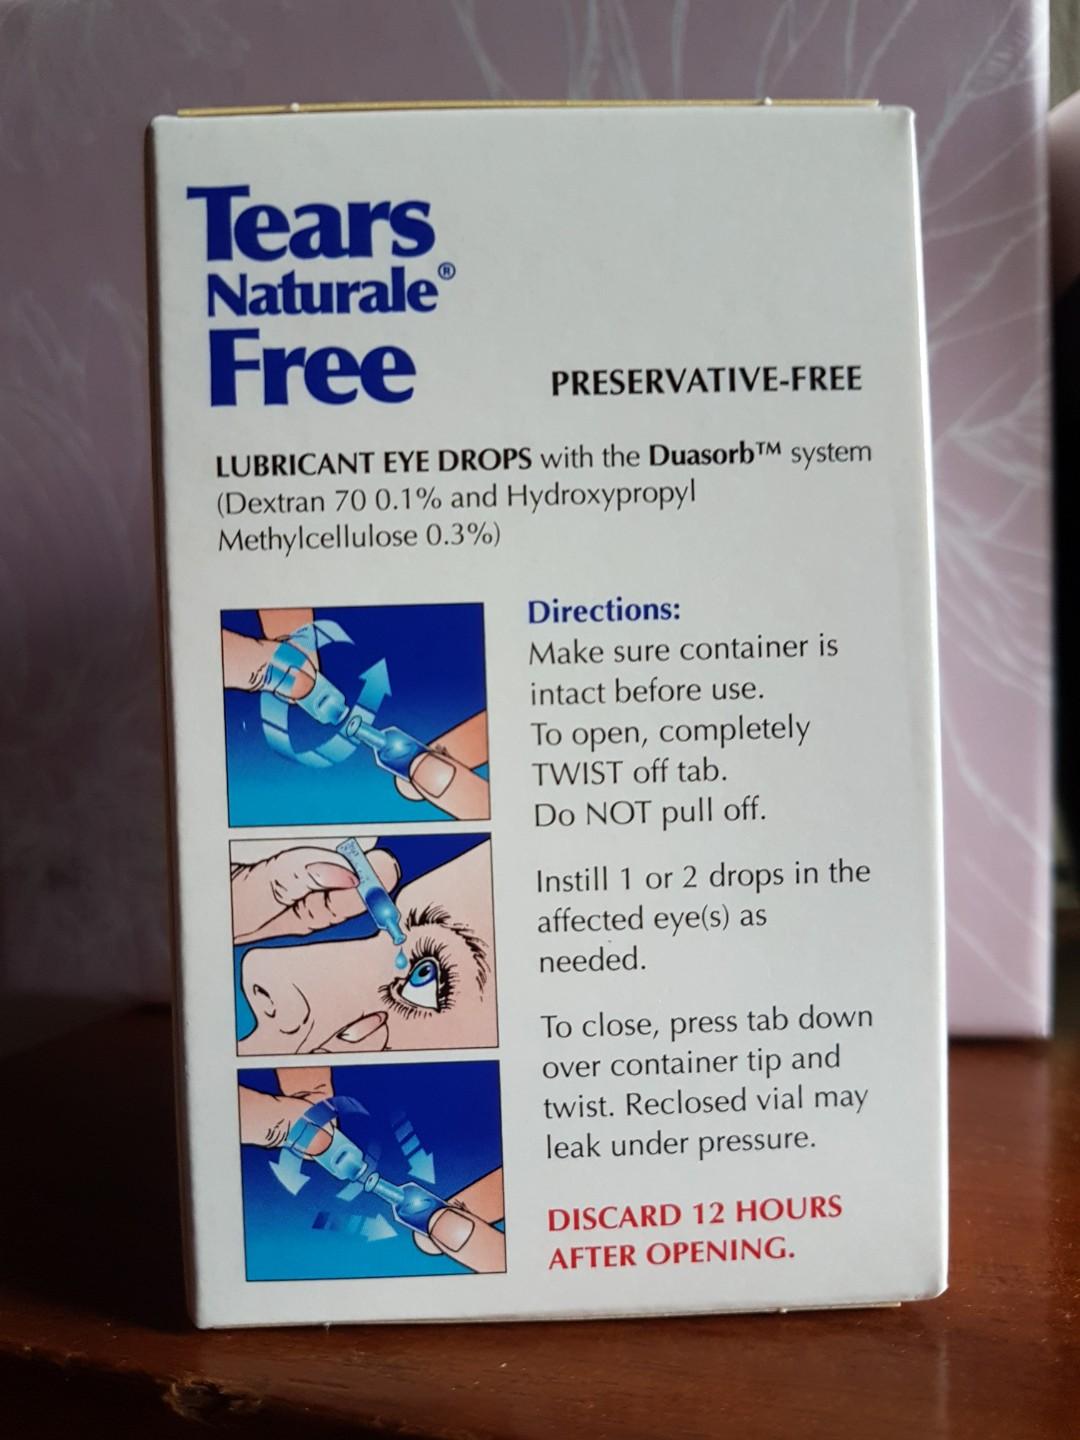 Tears
Naturale®
Free
PRESERVATIVE-FREE
LUBRICANT EYE DROPS with the Duasorb™ system
(Dextran 70 0.1% and Hydroxypropyl
Methylcellulose 0.3%)
Directions:
Make sure container is
intact before use.
To open, completely
TWIST off tab.
Do NOT pull off.
Instill 1 or 2 drops in the
affected eye(s) as
needed.
To close, press tab down
over container tip and
twist. Reclosed vial may
leak under pressure.
DISCARD 12 HOURS
AFTER OPENING.